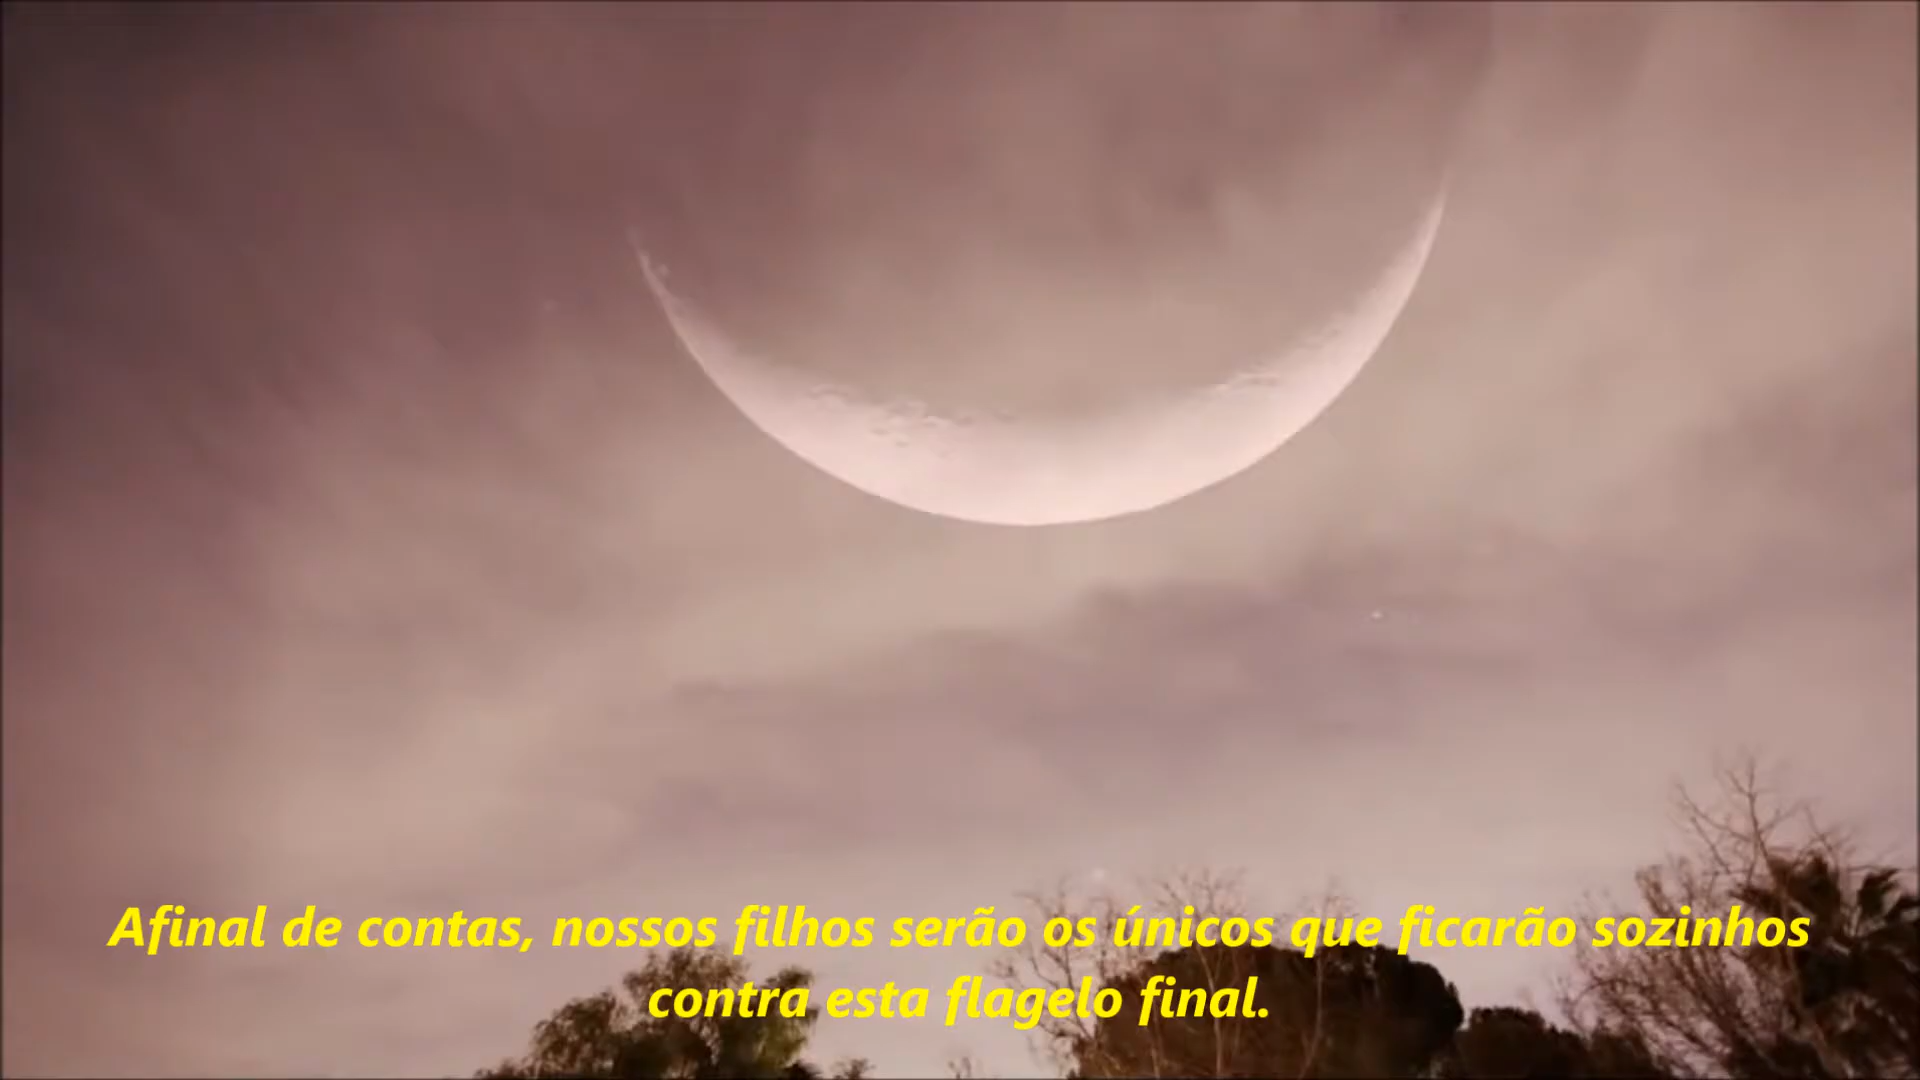 Afinal de contas, nossos filhos serão os únicos que ficarão sozinhos
contra esta flagelo final.